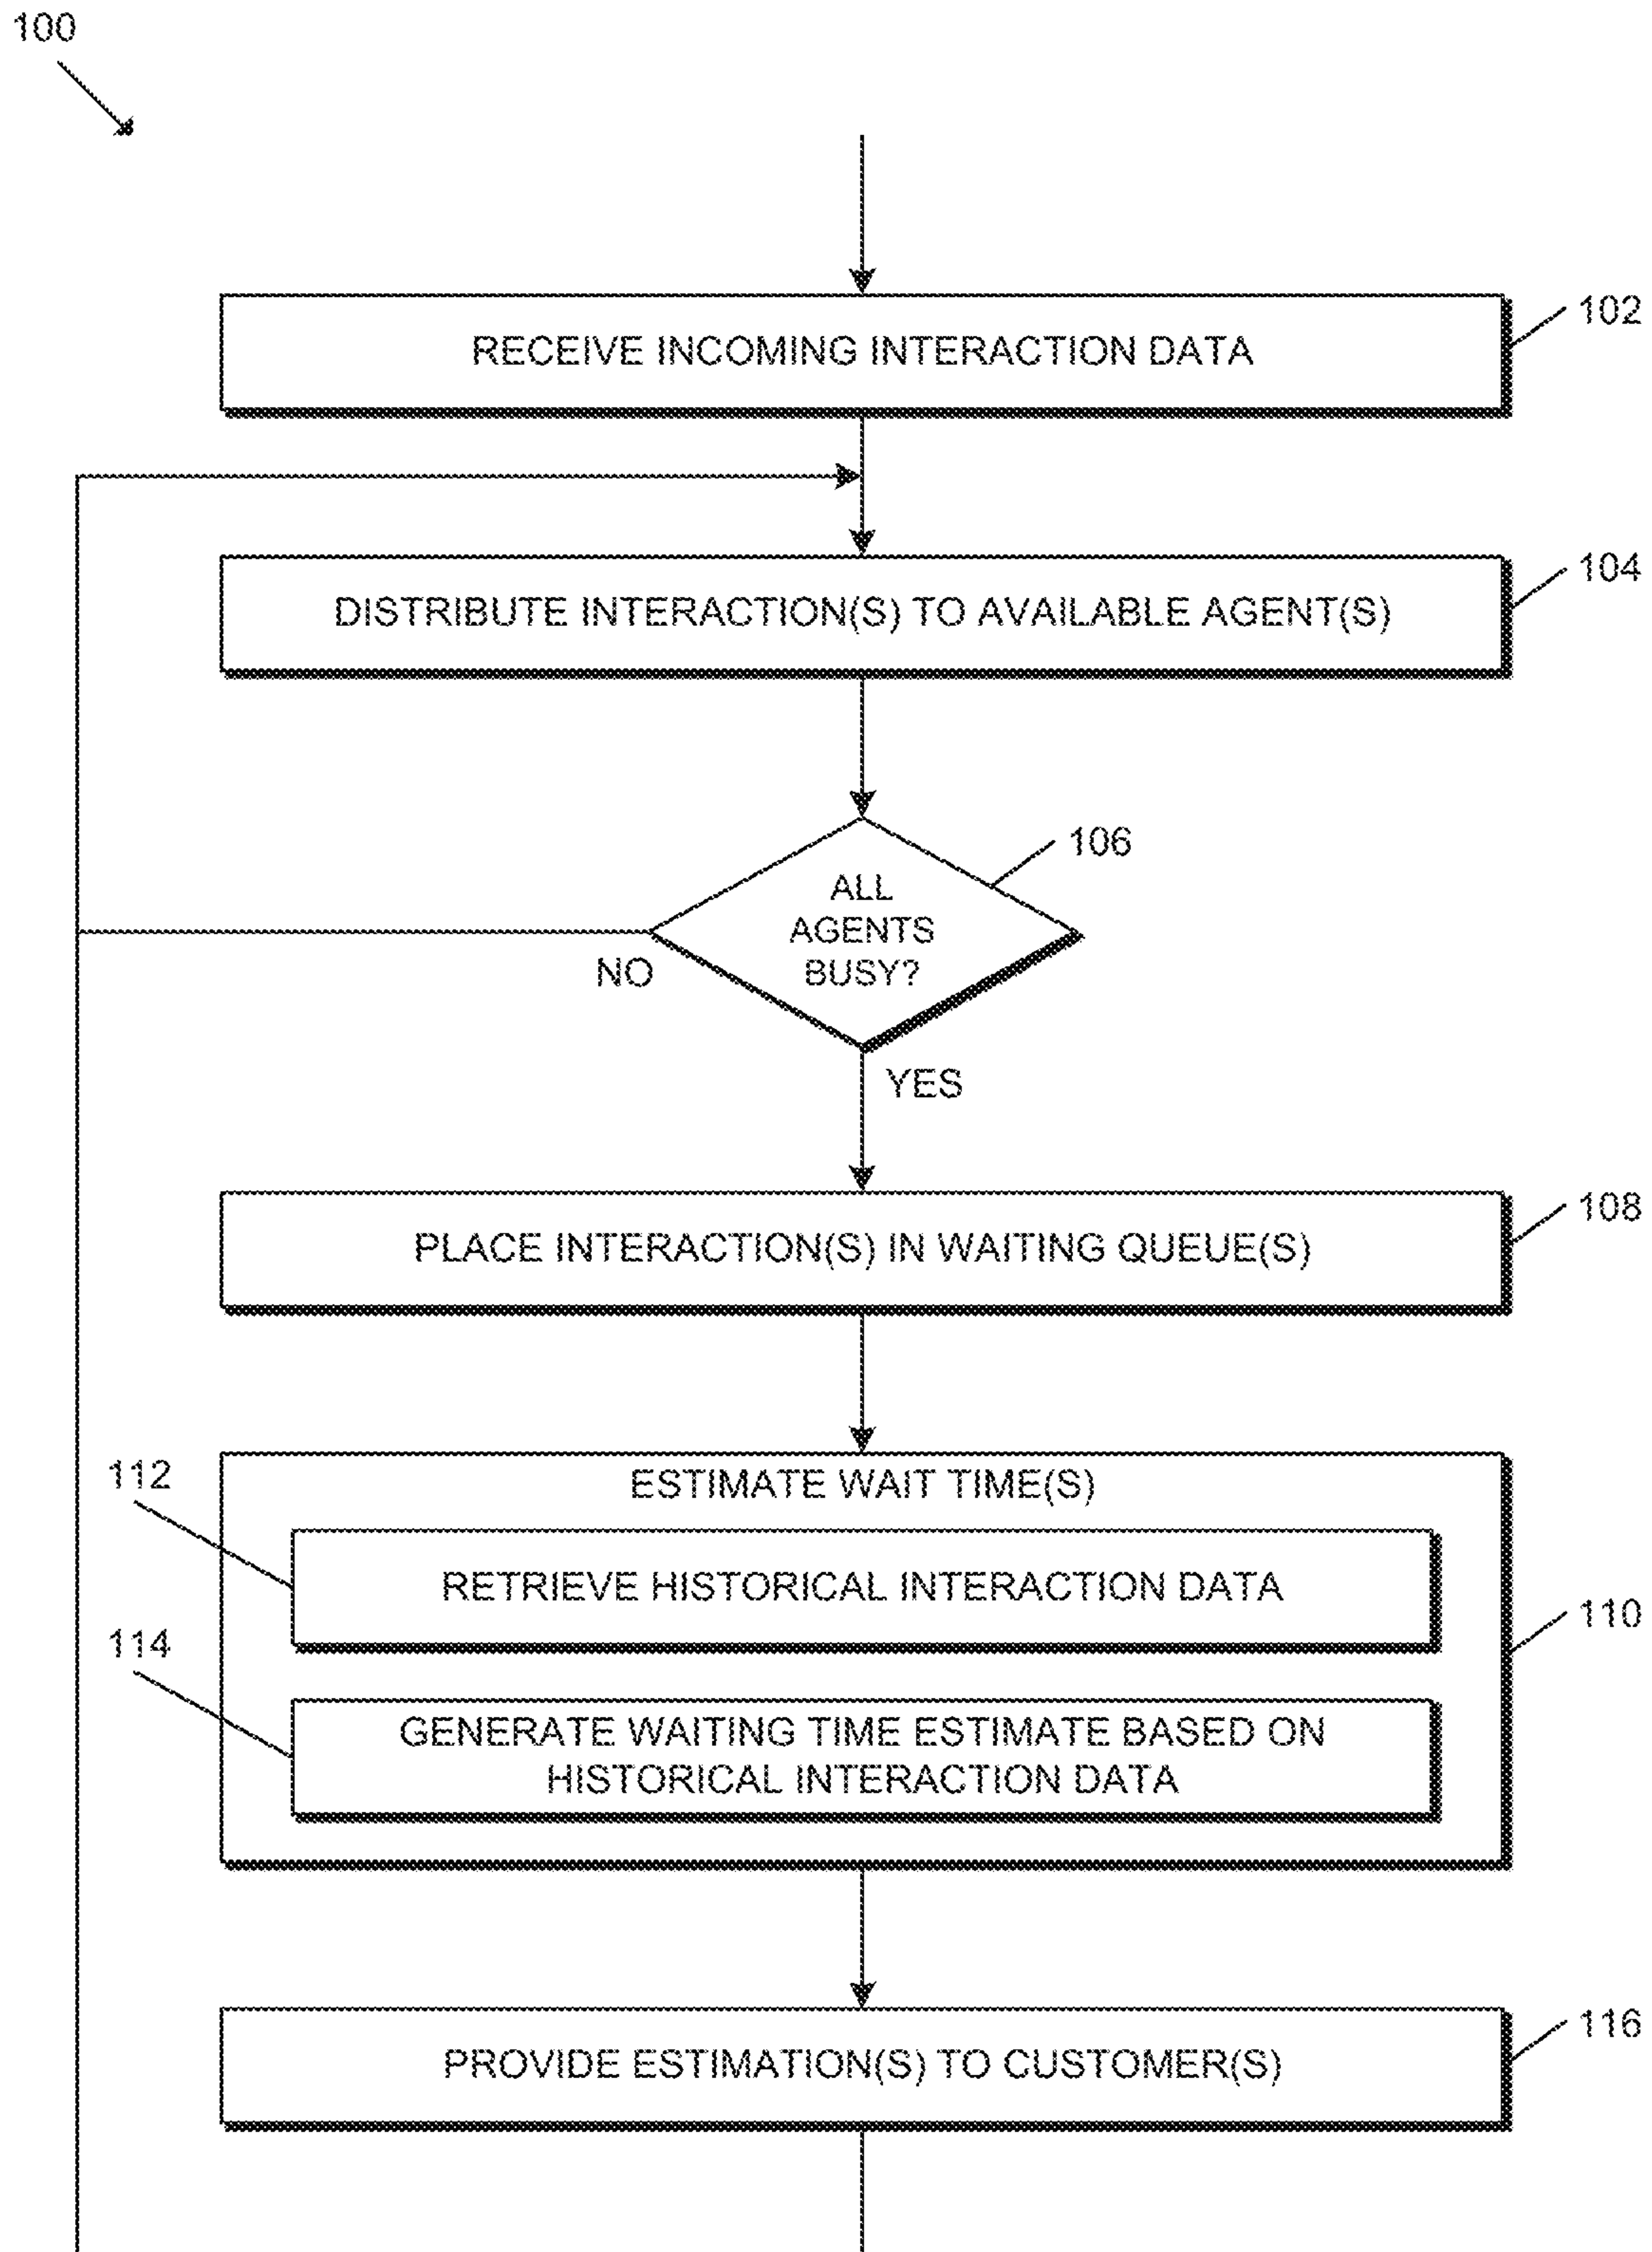 100
102
RECEIVE INCOMING INTERACTION DATA
104
DISTRIBUTE INTERACTION(S) TO AVAILABLE AGENT(S)
106
ALL
AGENTS
BUSY?
NO
YES
108
PLACE INTERACTION(S) IN WAITING QUEUE(S)
112
ESTIMATE WAIT TIME(S)
RETRIEVE HISTORICAL INTERACTION DATA
110
114
GENERATE WAITING TIME ESTIMATE BASED ON
HISTORICAL INTERACTION DATA
116
PROVIDE ESTIMATION(S) TO CUSTOMER(S)